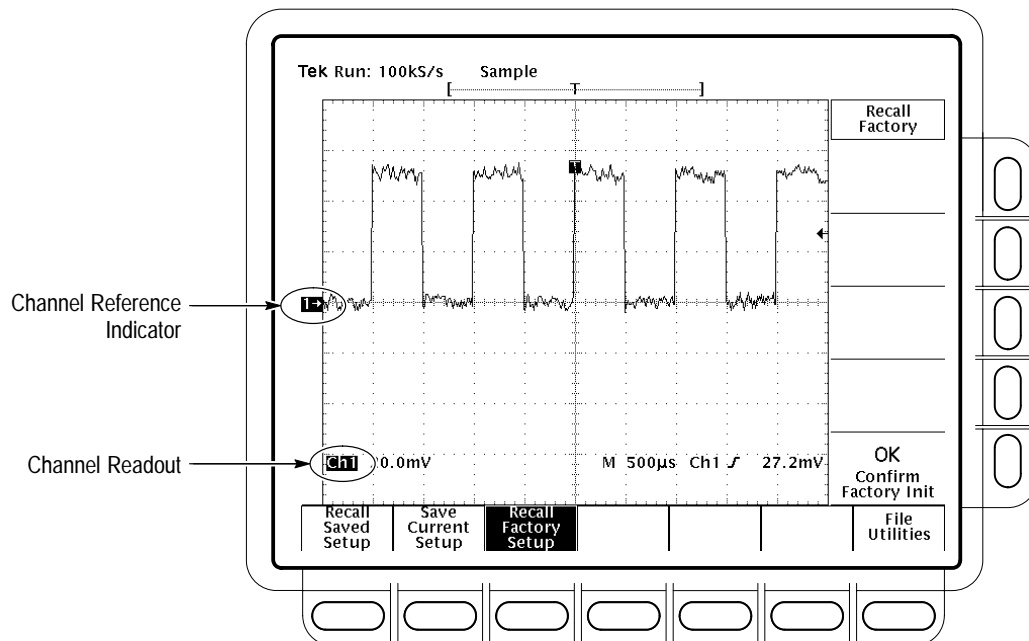 Tek Run: 100kS/s Sample
T
Recall
Factory
T
Channel Reference
Indicator
1→
Channel Readout
Ch1 0.0mV M 500µs Ch1 27.2mV
OK
Confirm
Factory Init
Recall
Saved
Setup
Save
Current
Setup
Recall
Factory
Setup
File
Utilities